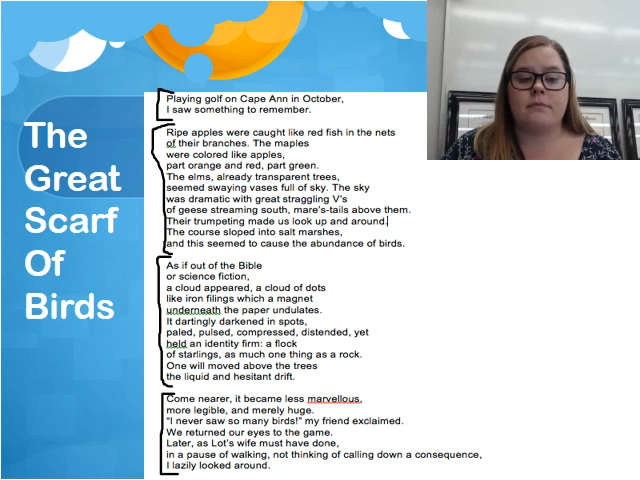 The
Great
Scarf
Of
Birds
Playing golf on Cape Ann in October,
I saw something to remember.
Ripe apples were caught like red fish in the nets
of their branches. The maples
were colored like apples,
part orange and red, part green.
The elms, already transparent trees,
seemed swaying vases full of sky. The sky
was dramatic with great straggling V's
of geese streaming south, mare's-tails above them.
Their trumpeting made us look up and around.
The course sloped into salt marshes,
and this seemed to cause the abundance of birds.
As if out of the Bible
or science fiction,
a cloud appeared, a cloud of dots
like iron filings which a magnet
underneath the paper undulates.
It dartingly darkened in spots,
paled, pulsed, compressed, distended, yet
held an identity firm: a flock
of starlings, as much one thing as a rock.
One will moved above the trees
the liquid and hesitant drift.
Come nearer, it became less marvellous,
more legible, and merely huge.
"I never saw so many birds!" my friend exclaimed.
We returned our eyes to the game.
Later, as Lot's wife must have done,
in a pause of walking, not thinking of calling down a consequence,
I lazily looked around.